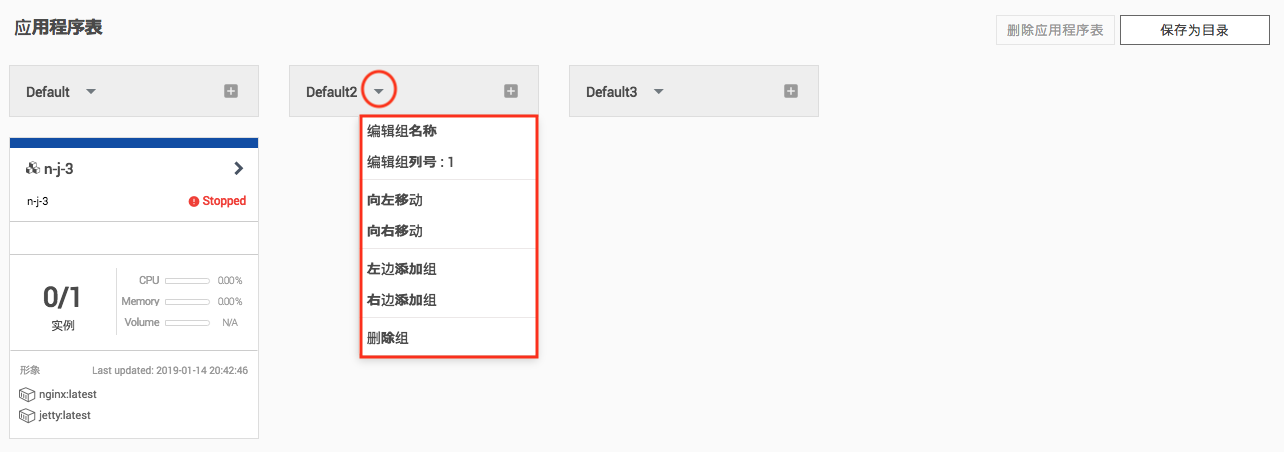 应用程序表
删除应用程序表
保存为目录
Default
Default2
Default3
编辑组名称
编辑组列号 : 1
向左移动
向右移动
左边添加组
右边添加组
删除组
n-j-3
n-j-3
Stopped
0/1
实例
CPU 0.00%
Memory 0.00%
Volume N/A
形象
Last updated: 2019-01-14 20:42:46
nginx:latest
jetty:latest